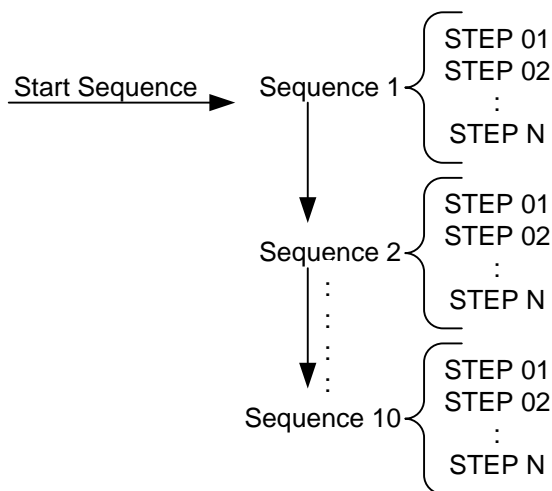 Start Sequence
Sequence 1
STEP 01
STEP 02
:
STEP N
Sequence 2
STEP 01
STEP 02
:
STEP N
Sequence 10
STEP 01
STEP 02
:
STEP N